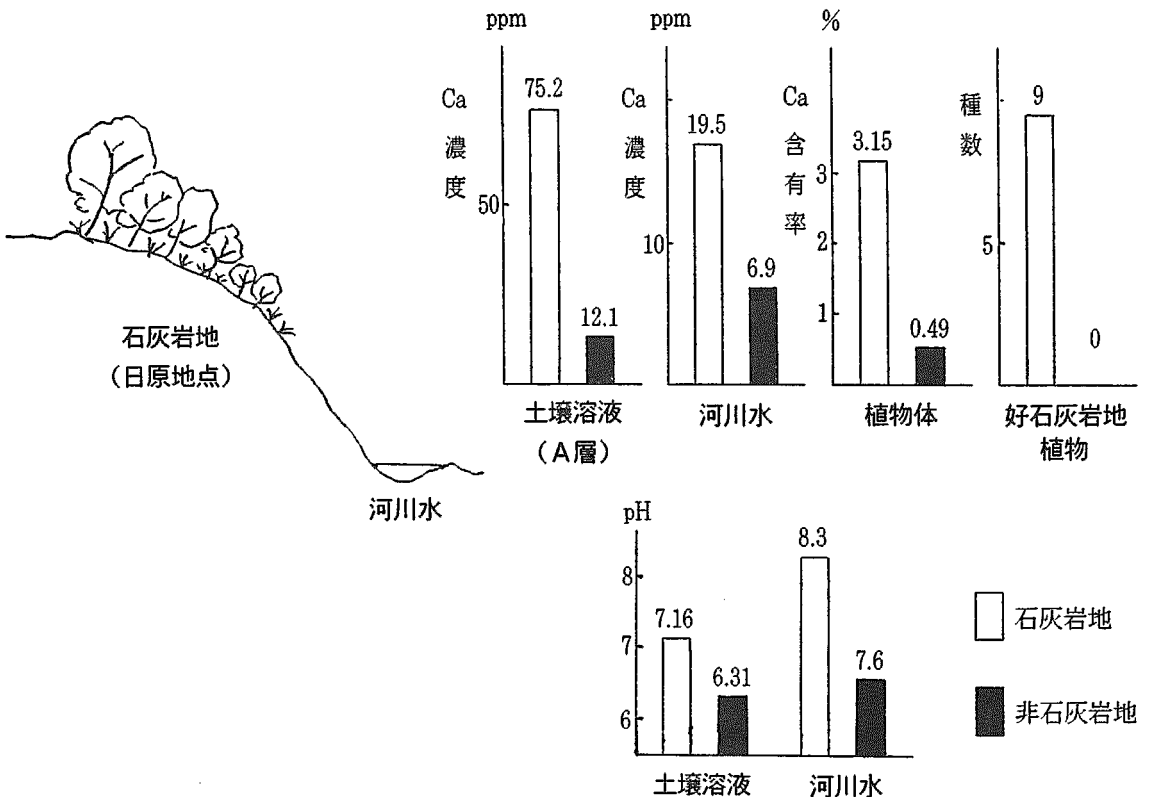 ppm
Ca
濃
度
50
75.2
12.1
土壌溶液
(A層)
ppm
Ca
濃
度
10
19.5
6.9
河川水
%
Ca
含
有
率
3
2
1
3.15
0.49
植物体
種
数
5
9
0
好石灰岩地
植物
石灰岩地
(日原地点)
河川水
pH
8
7
6
7.16
6.31
土壌溶液
8.3
7.6
河川水
石灰岩地
非石灰岩地